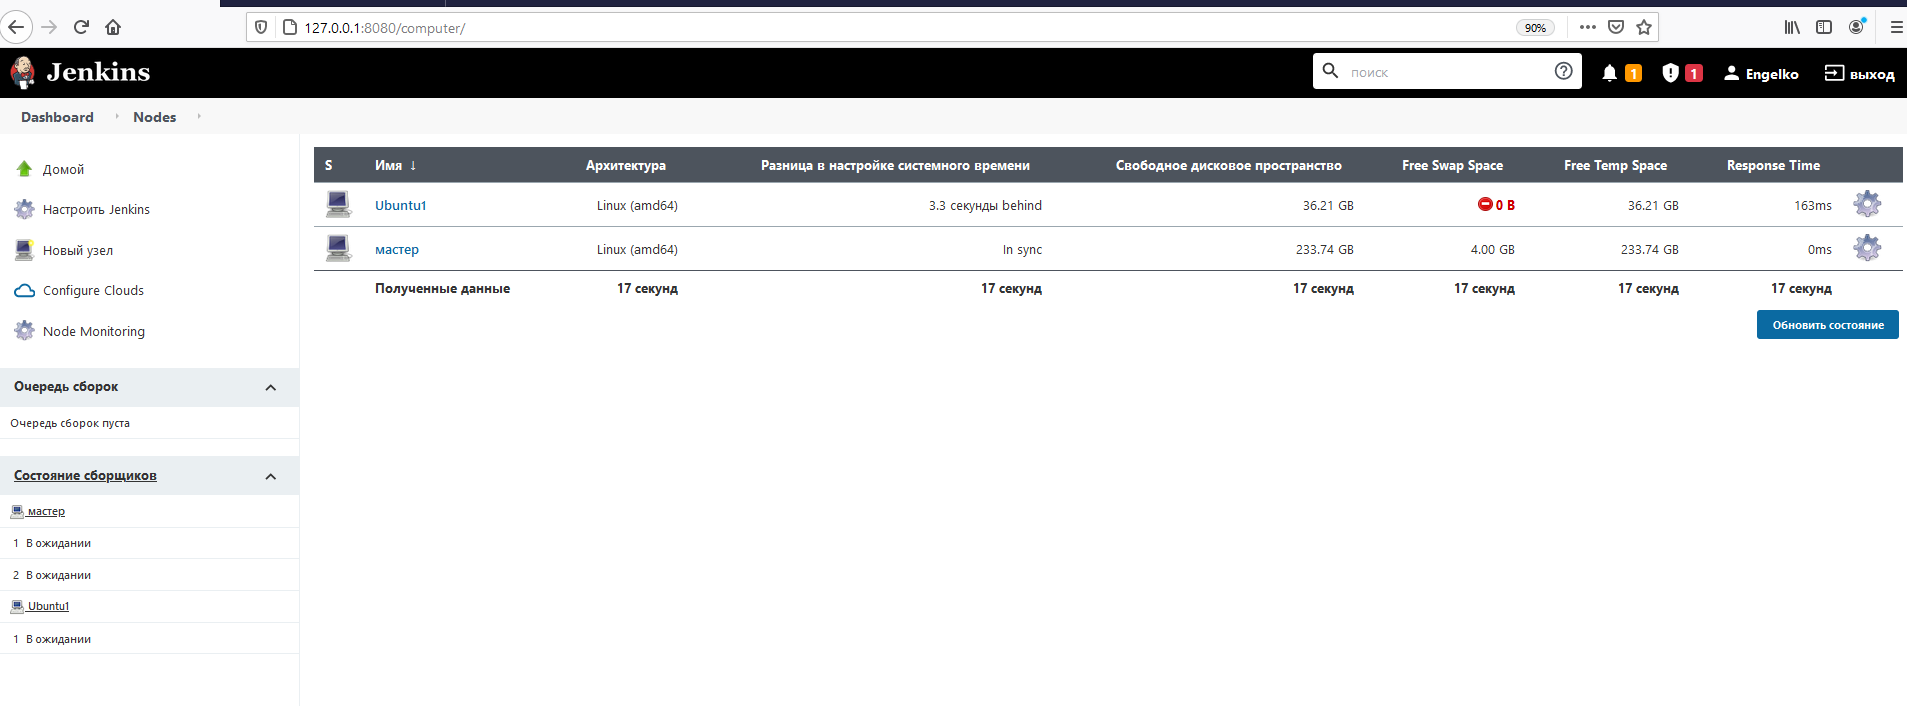 127.0.0.1:8080/computer/ 90%
Jenkins поиск 1 1 Engelko выход
Dashboard Nodes
Домой
Настроить Jenkins
Новый узел
Configure Clouds
Node Monitoring
Очередь сборок
Очередь сборок пуста
Состояние сборщиков
мастер
1 В ожидании
2 В ожидании
Ubuntu1
1 В ожидании
S Имя ↓ Архитектура Разница в настройке системного времени Свободное дисковое пространство Free Swap Space Free Temp Space Response Time
Ubuntu1 Linux (amd64) 3.3 секунды behind 36.21 GB 0 B 36.21 GB 163ms
мастер Linux (amd64) In sync 233.74 GB 4.00 GB 233.74 GB 0ms
Полученные данные 17 секунд 17 секунд 17 секунд 17 секунд 17 секунд 17 секунд
Обновить состояние